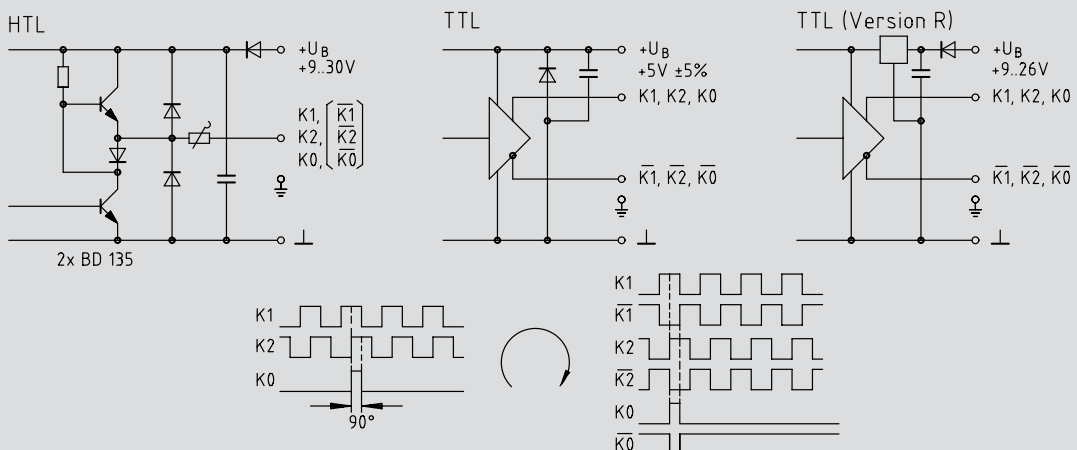 HTL
+U_B
+9..30V
K1, [K̅1̅]
K2, [K̅2̅]
K0, [K̅0̅]
⊥
2x BD 135
TTL
+U_B
+5V ±5%
K1, K2, K0
K̅1̅, K̅2̅, K̅0̅
⊥
TTL (Version R)
+U_B
+9..26V
K1, K2, K0
K̅1̅, K̅2̅, K̅0̅
⊥
K1
K2
K0
90°
K1
K̅1̅
K2
K̅2̅
K0
K̅0̅